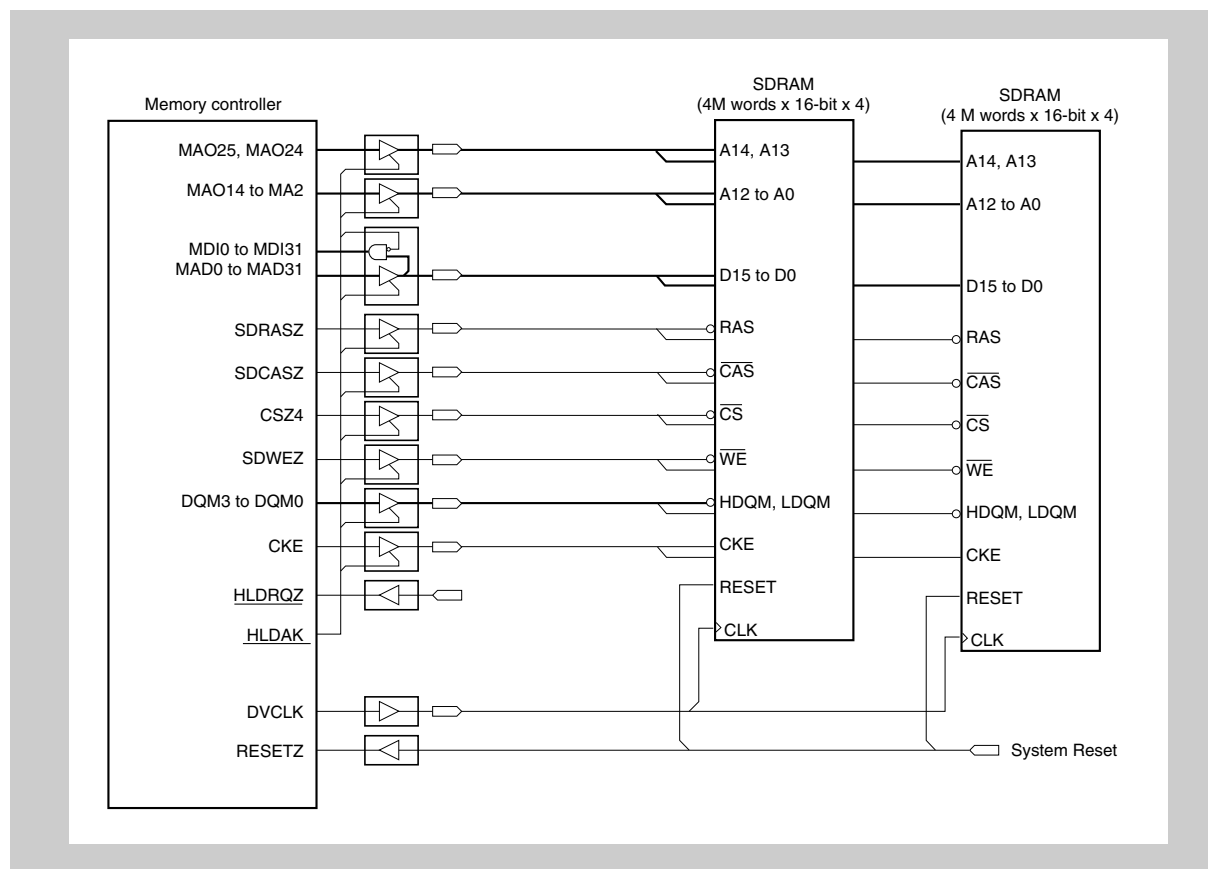 Memory controller
MAO25, MAO24
MAO14 to MA2
MDI0 to MDI31
MAD0 to MAD31
SDRASZ
SDCASZ
CSZ4
SDWEZ
DQM3 to DQM0
CKE
HLDRQZ
HLDAK
DVCLK
RESETZ
SDRAM
(4M words x 16-bit x 4)
A14, A13
A12 to A0
D15 to D0
RAS
CAS
CS
WE
HDQM, LDQM
CKE
RESET
CLK
SDRAM
(4 M words x 16-bit x 4)
A14, A13
A12 to A0
D15 to D0
RAS
CAS
CS
WE
HDQM, LDQM
CKE
RESET
CLK
System Reset